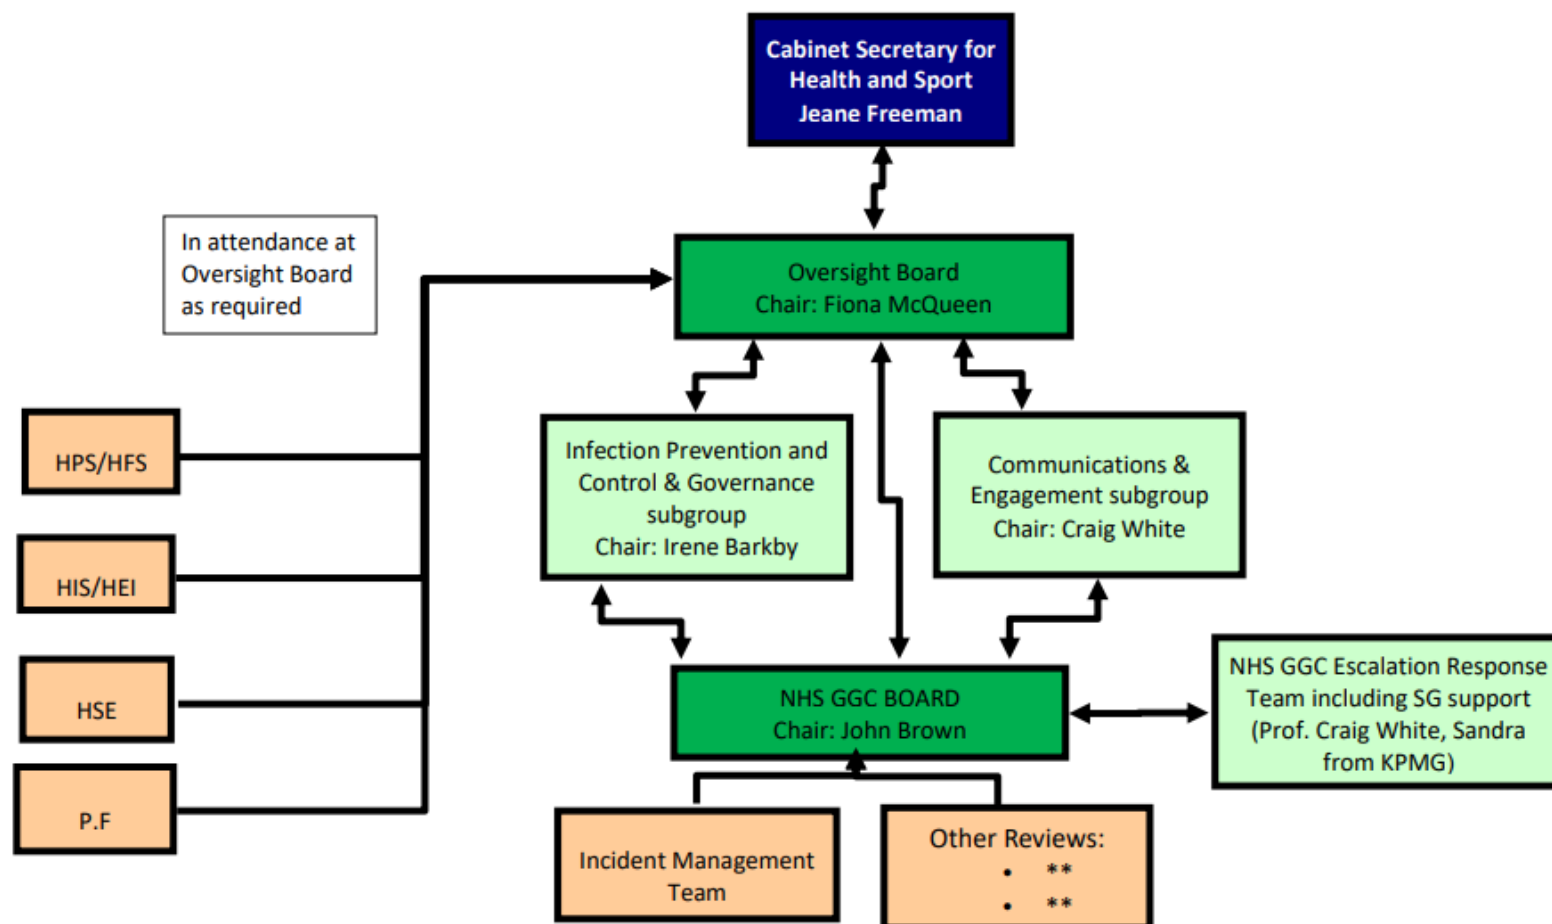 Cabinet Secretary for
Health and Sport
Jeane Freeman
In attendance at
Oversight Board
as required
Oversight Board
Chair: Fiona McQueen
HPS/HFS
Infection Prevention and
Control & Governance
subgroup
Chair: Irene Barkby
Communications &
Engagement subgroup
Chair: Craig White
HIS/HEI
HSE
NHS GGC BOARD
Chair: John Brown
NHS GGC Escalation Response
Team including SG support
(Prof. Craig White, Sandra
from KPMG)
P.F
Incident Management
Team
Other Reviews:
• **
• **